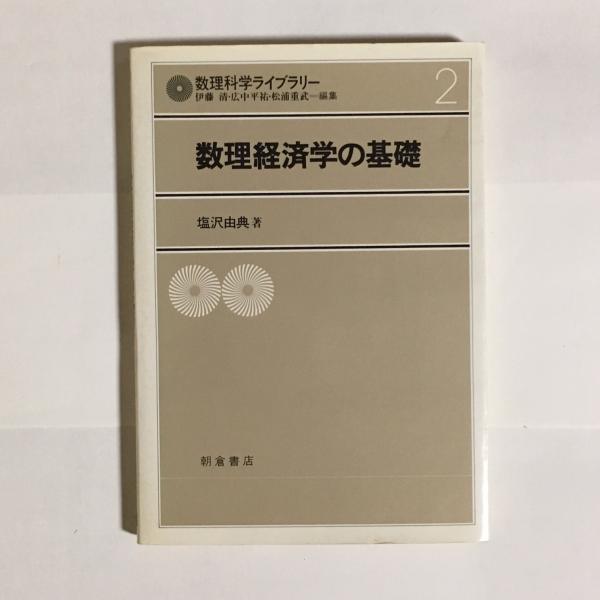 数理科学ライブラリー
伊藤 清・広中平祐・松浦重武―編集
2
数理経済学の基礎
塩沢由典 著
朝倉書店